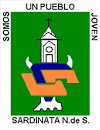 SOMOS
UN PUEBLO
JOVEN
SARDINATA N.de S.